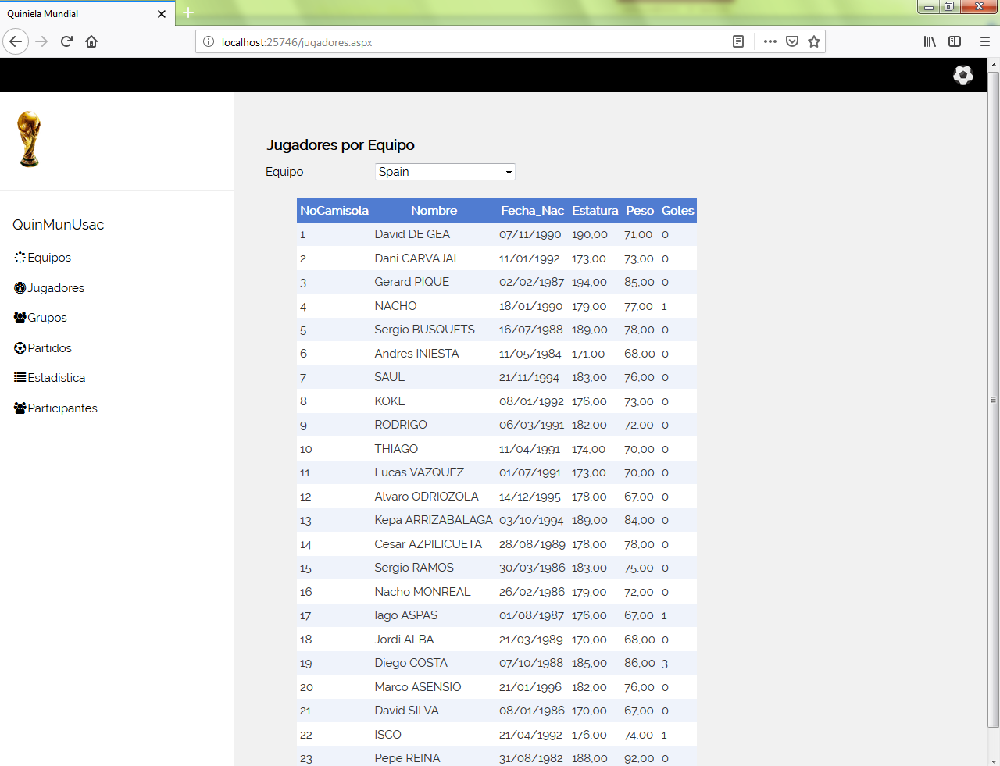 Quiniela Mundial
localhost:25746/jugadores.aspx
Jugadores por Equipo
Equipo Spain
QuinMunUsac
Equipos
Jugadores
Grupos
Partidos
Estadistica
Participantes
NoCamisola Nombre Fecha_Nac Estatura Peso Goles
1 David DE GEA 07/11/1990 190,00 71,00 0
2 Dani CARVAJAL 11/01/1992 173,00 73,00 0
3 Gerard PIQUE 02/02/1987 194,00 85,00 0
4 NACHO 18/01/1990 179,00 77,00 1
5 Sergio BUSQUETS 16/07/1988 189,00 78,00 0
6 Andres INIESTA 11/05/1984 171,00 68,00 0
7 SAUL 21/11/1994 183,00 76,00 0
8 KOKE 08/01/1992 176,00 73,00 0
9 RODRIGO 06/03/1991 182,00 72,00 0
10 THIAGO 11/04/1991 174,00 70,00 0
11 Lucas VAZQUEZ 01/07/1991 173,00 70,00 0
12 Alvaro ODRIOZOLA 14/12/1995 178,00 67,00 0
13 Kepa ARRIZABALAGA 03/10/1994 189,00 84,00 0
14 Cesar AZPILICUETA 28/08/1989 178,00 78,00 0
15 Sergio RAMOS 30/03/1986 183,00 75,00 0
16 Nacho MONREAL 26/02/1986 179,00 72,00 0
17 Iago ASPAS 01/08/1987 176,00 67,00 1
18 Jordi ALBA 21/03/1989 170,00 68,00 0
19 Diego COSTA 07/10/1988 185,00 86,00 3
20 Marco ASENSIO 21/01/1996 182,00 76,00 0
21 David SILVA 08/01/1986 170,00 67,00 0
22 ISCO 21/04/1992 176,00 74,00 1
23 Pepe REINA 31/08/1982 188,00 92,00 0